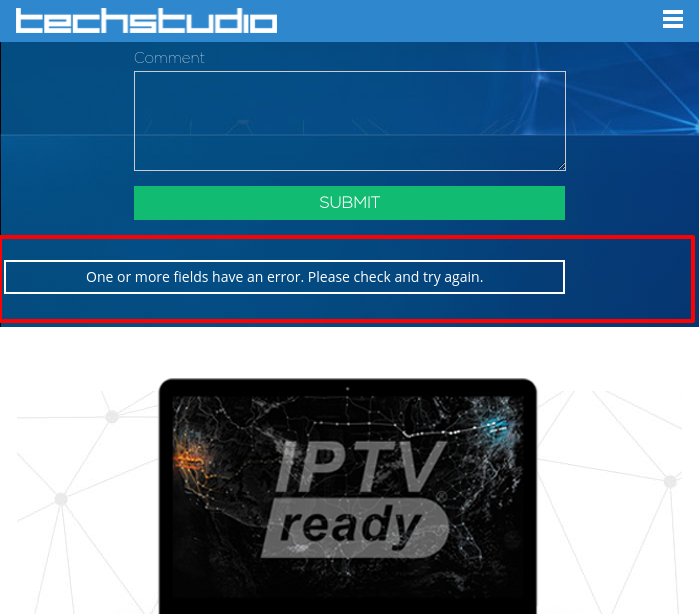 techstudio
Comment
SUBMIT
One or more fields have an error. Please check and try again.
IPTV
ready®